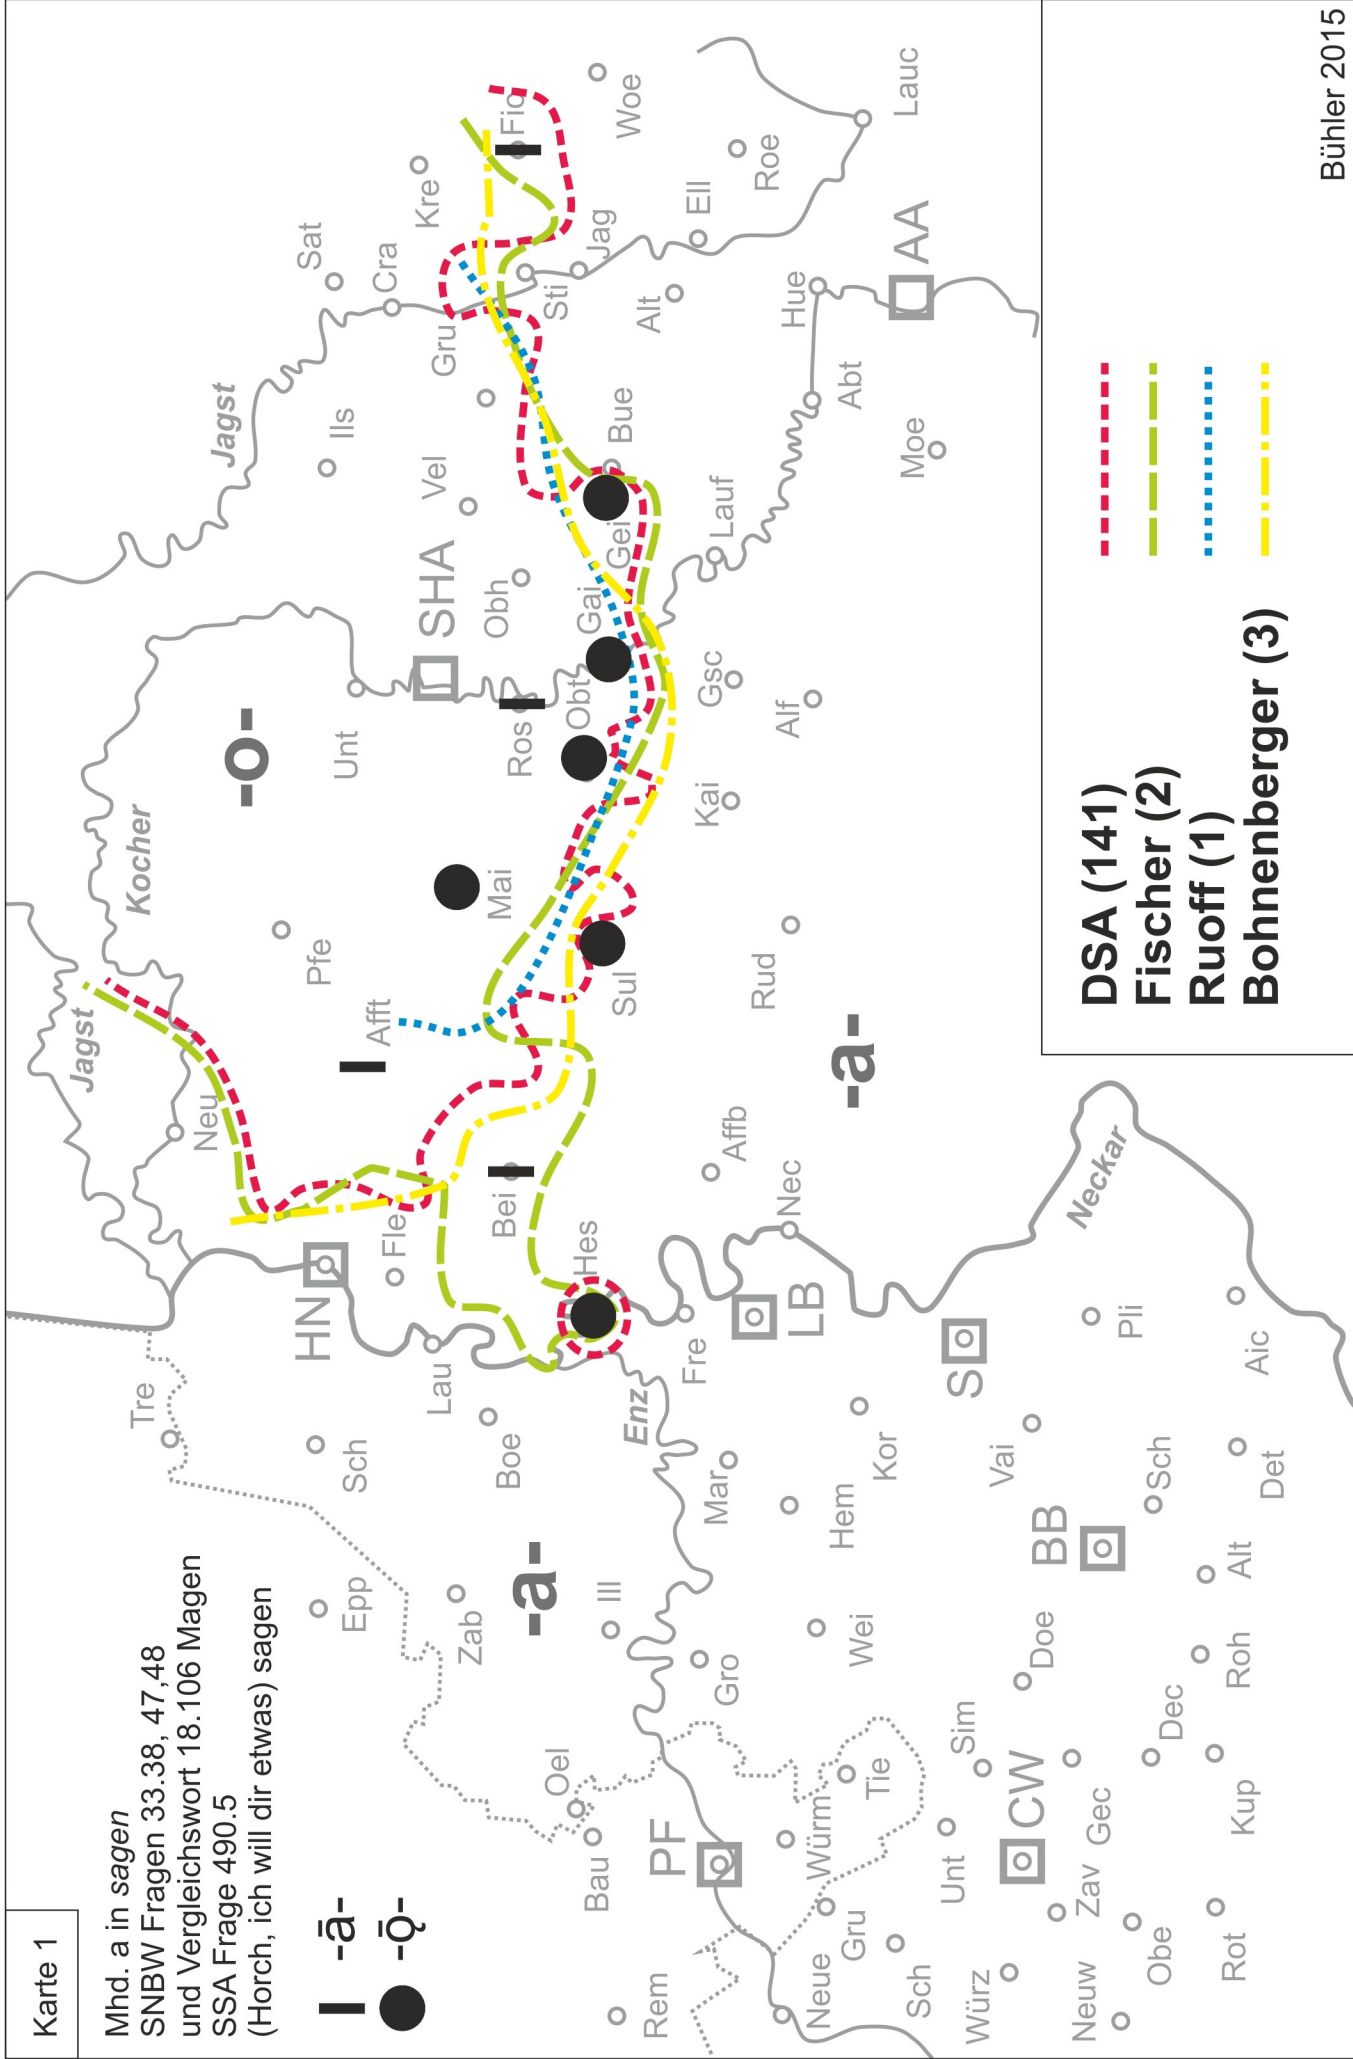 Karte 1
Mhd. a in sagen
SNBW Fragen 33.38, 47,48
und Vergleichswort 18.106 Magen
SSA Frage 490.5
(Horch, ich will dir etwas) sagen
-ā-
-ǭ-
Tre
Sch
Epp
Zab
Lau
Boe
HN
Fle
Neu
Jagst
Kocher
Jagst
Pfe
Afft
Unt
-o-
Mai
Ils
Sat
Cra
Kre
Gru
Vel
SHA
Obh
Ros
Obt
Gai
Gei
Bue
Sti
Jag
Fio
Woe
Alt
Ell
Roe
Lauc
Hue
AA
Abt
Moe
Lauf
Gsc
Alf
Kai
Sul
Rud
-a-
Bei
Hes
Affb
Nec
Neckar
LB
Fre
Enz
Mar
-a-
Ill
Oel
Bau
PF
Rem
Gro
Hem
Kor
Wei
S
Pli
Aic
Vai
Sch
Det
BB
Alt
Doe
Roh
Dec
Sim
Tie
Würm
CW
Gec
Kup
Unt
Zav
Gru
Neue
Sch
Würz
Neuw
Obe
Rot
DSA (141)
Fischer (2)
Ruoff (1)
Bohnenberger (3)
Bühler 2015